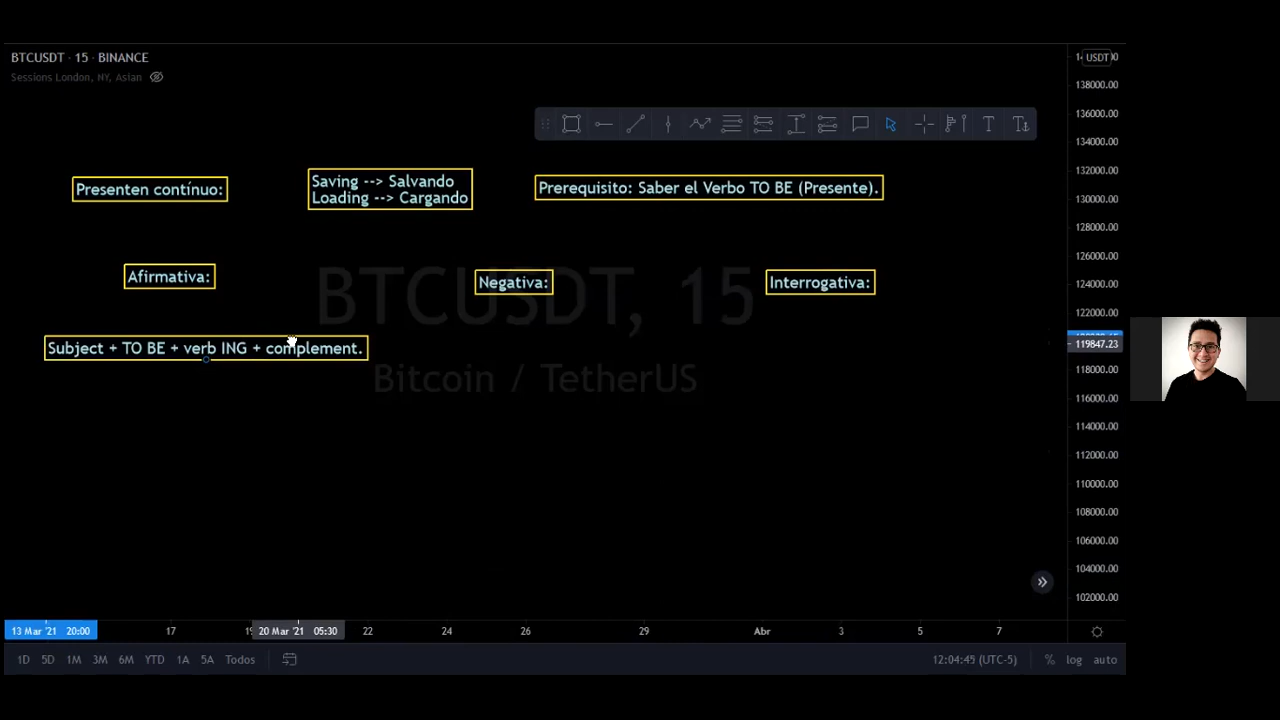 BTCUSDT · 15 · BINANCE
Sessions London, NY, Asian
USDT
138000.00
136000.00
134000.00
132000.00
130000.00
128000.00
126000.00
124000.00
122000.00
119847.23
118000.00
116000.00
114000.00
112000.00
110000.00
108000.00
106000.00
104000.00
102000.00
Presenten contínuo:
Saving --> Salvando
Loading --> Cargando
Prerequisito: Saber el Verbo TO BE (Presente).
Afirmativa:
Negativa:
Interrogativa:
BTCUSDT, 15
Bitcoin / TetherUS
Subject + TO BE + verb ING + complement.
13 Mar '21 20:00
17
20 Mar '21 05:30
22
24
26
29
Abr
3
5
7
1D 5D 1M 3M 6M YTD 1A 5A Todos
12:04:45 (UTC-5) % log auto